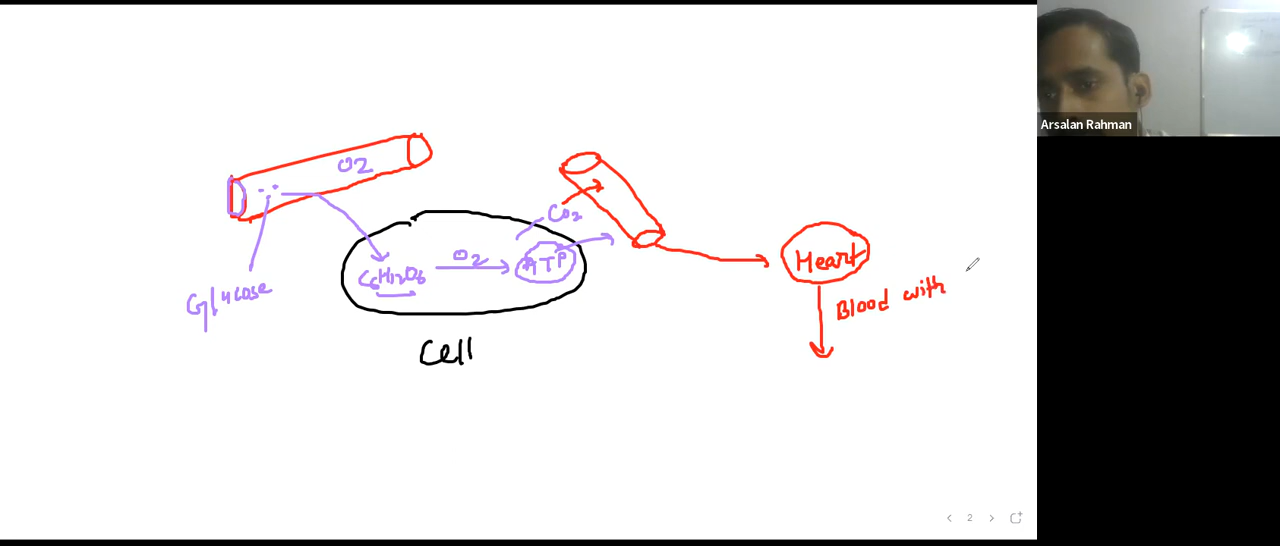 Arsalan Rahman
O2
CO2
Glucose
C6H12O6
O2
ATP
Heart
Blood with
Cell
2